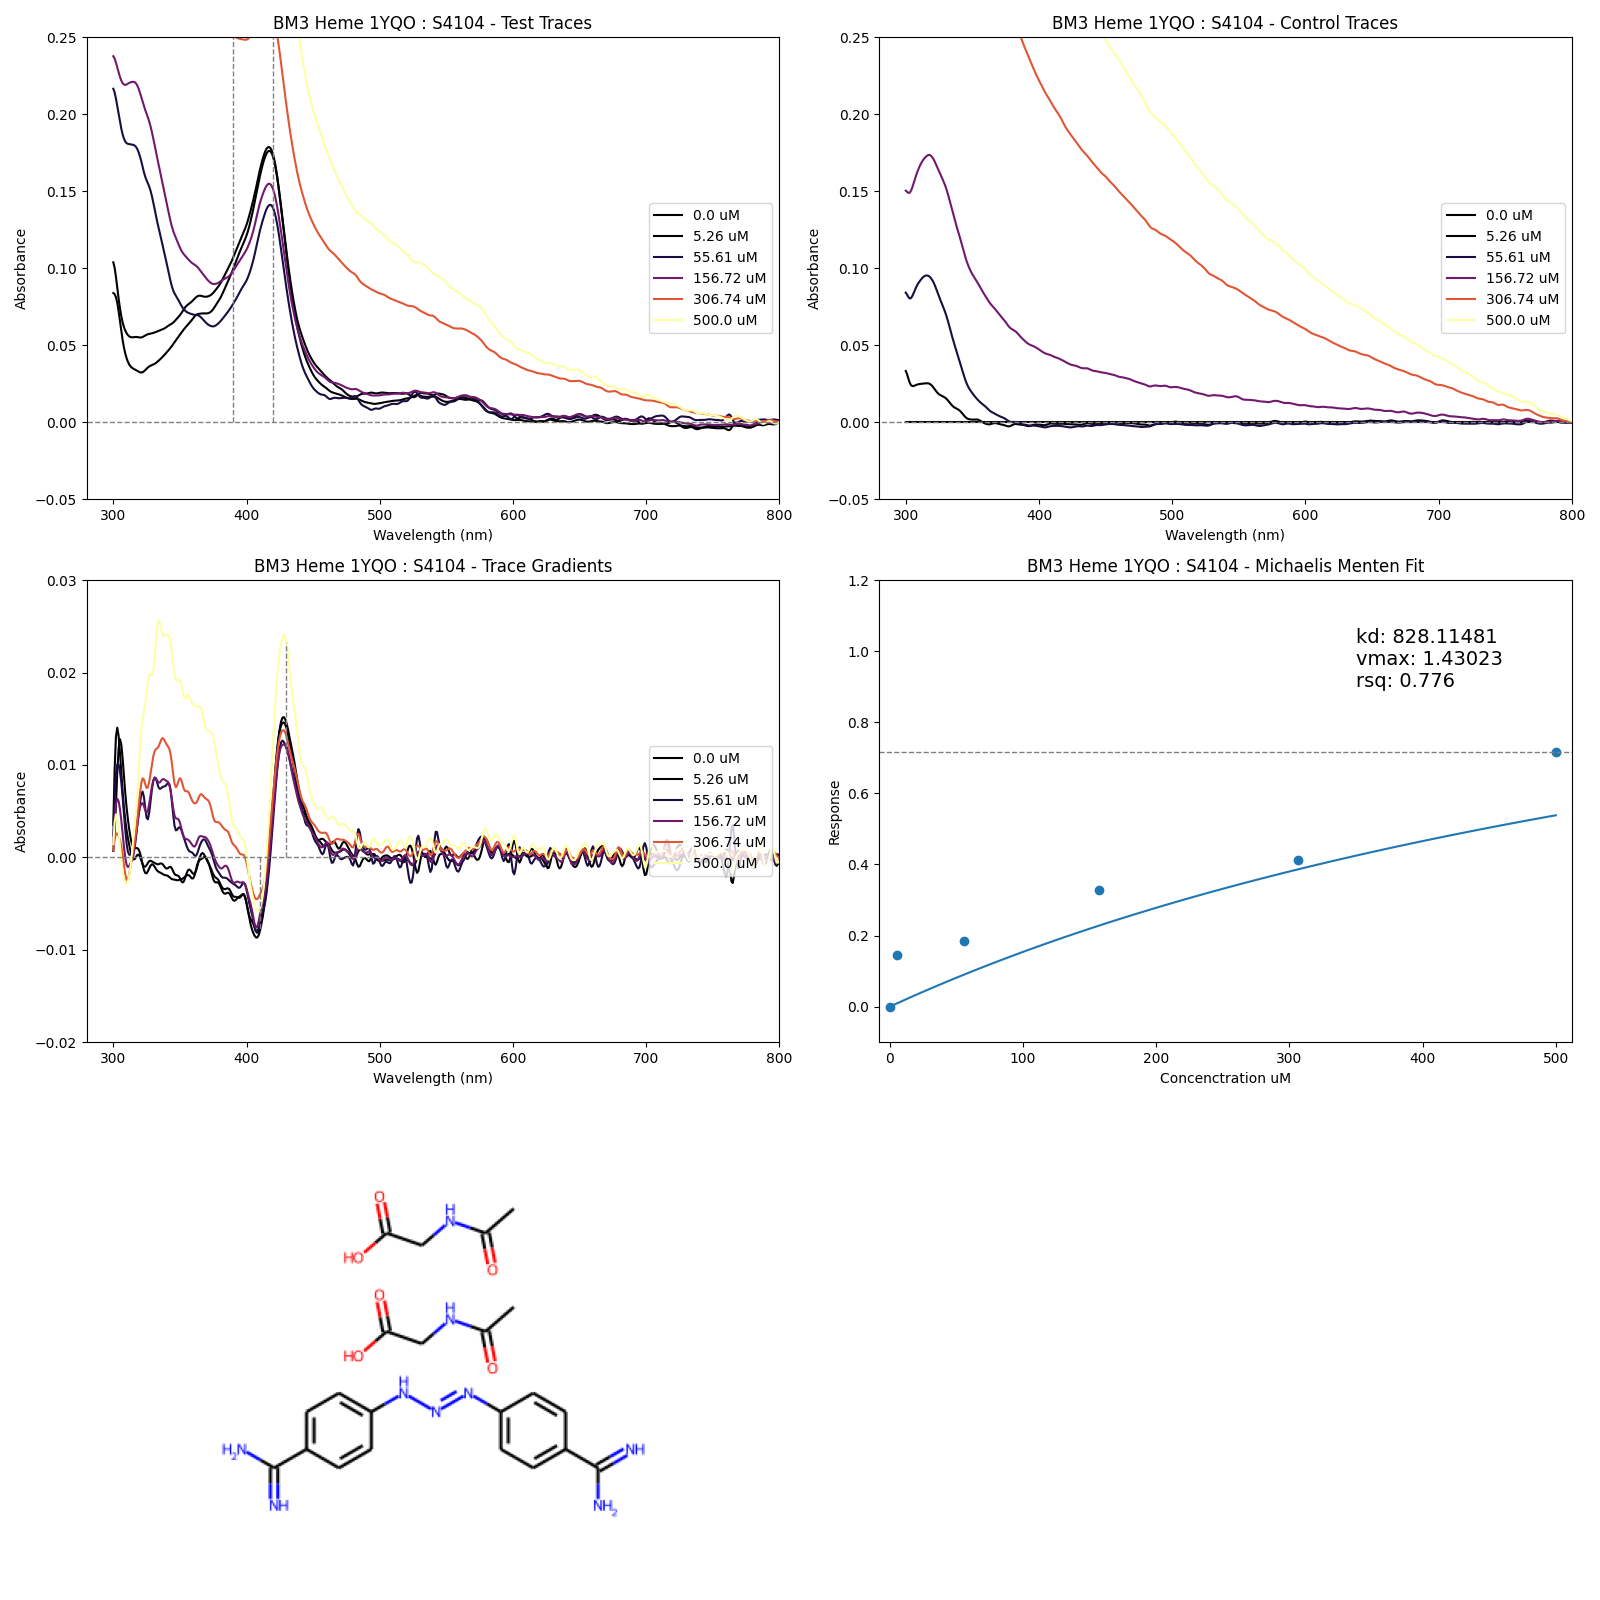 BM3 Heme 1YQO : S4104 - Test Traces
0.25
0.20
0.15
0.10
0.05
0.00
−0.05
Absorbance
300
400
500
600
700
800
Wavelength (nm)
0.0 uM
5.26 uM
55.61 uM
156.72 uM
306.74 uM
500.0 uM
BM3 Heme 1YQO : S4104 - Control Traces
0.25
0.20
0.15
0.10
0.05
0.00
−0.05
Absorbance
300
400
500
600
700
800
Wavelength (nm)
0.0 uM
5.26 uM
55.61 uM
156.72 uM
306.74 uM
500.0 uM
BM3 Heme 1YQO : S4104 - Trace Gradients
0.03
0.02
0.01
0.00
−0.01
−0.02
Absorbance
300
400
500
600
700
800
Wavelength (nm)
0.0 uM
5.26 uM
55.61 uM
156.72 uM
306.74 uM
500.0 uM
BM3 Heme 1YQO : S4104 - Michaelis Menten Fit
1.2
1.0
0.8
0.6
0.4
0.2
0.0
Response
kd: 828.11481
vmax: 1.43023
rsq: 0.776
0
100
200
300
400
500
Concenctration uM
O
H
N
HO
O
O
H
N
HO
O
H
N
N
N
H2N
NH
NH
NH2